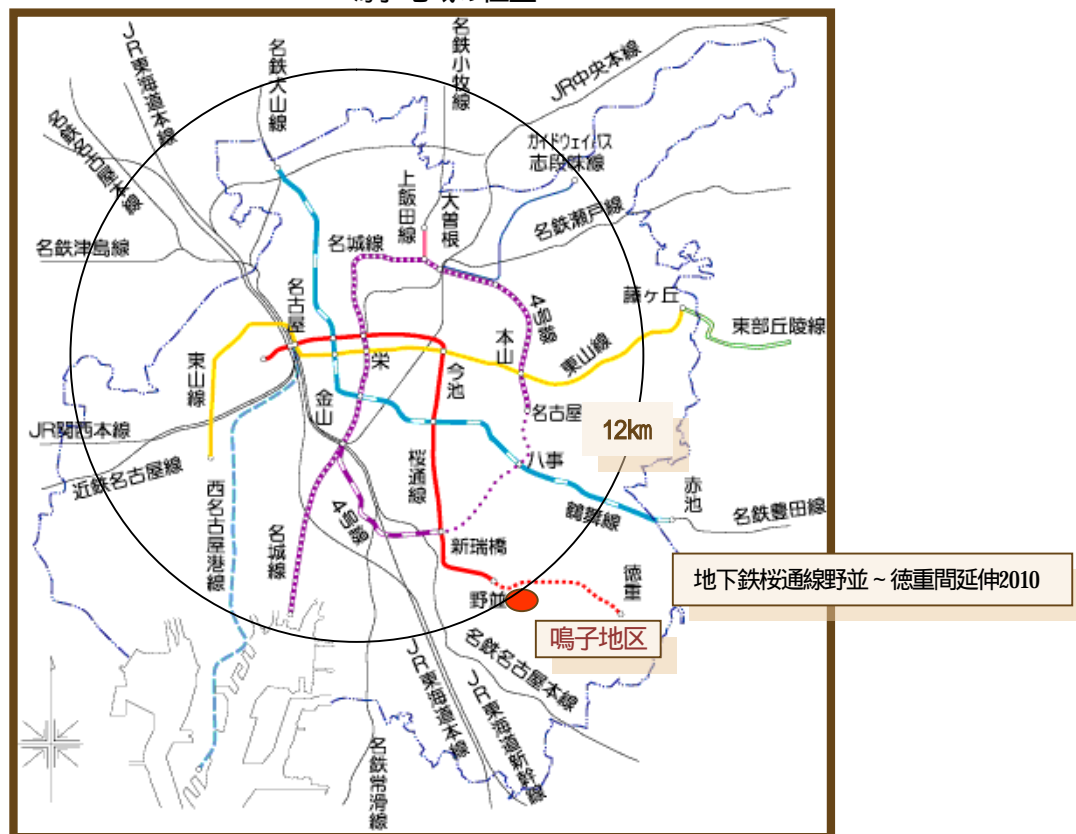 JR東海道本線
名鉄犬山線
名鉄小牧線
JR中央本線
名鉄名古屋本線
ガイドウェイバス
志段味線
上飯田線
大曽根
名鉄瀬戸線
名鉄津島線
名城線
4号線
名古屋
藤ヶ丘
東部丘陵線
東山線
栄
今池
本山
東山線
金山
名古屋
12km
JR関西本線
近鉄名古屋線
桜通線
八事
赤池
西名古屋港線
名城線
4号線
鶴舞線
名鉄豊田線
新瑞橋
徳重
地下鉄桜通線野並～徳重間延伸2010
野並
鳴子地区
名鉄名古屋本線
JR東海道本線
JR東海道新幹線
名鉄常滑線